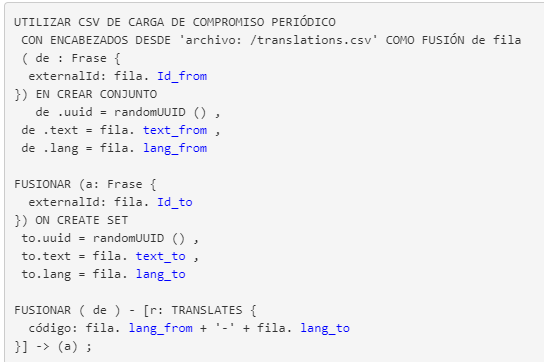 UTILIZAR CSV DE CARGA DE COMPROMISO PERIÓDICO
CON ENCABEZADOS DESDE 'archivo: /translations.csv' COMO FUSIÓN de fila
( de : Frase {
externalId: fila. Id_from
}) EN CREAR CONJUNTO
de .uuid = randomUUID () ,
de .text = fila. text_from ,
de .lang = fila. lang_from
FUSIONAR (a: Frase {
externalId: fila. Id_to
}) ON CREATE SET
to.uuid = randomUUID () ,
to.text = fila. text_to ,
to.lang = fila. lang_to
FUSIONAR ( de ) - [r: TRANSLATES {
código: fila. lang_from + '-' + fila. lang_to
}] -> (a) ;